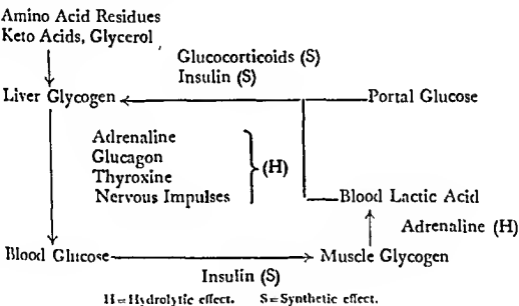 Amino Acid Residues
Keto Acids, Glycerol
Glucocorticoids (S)
Insulin (S)
Liver Glycogen
Portal Glucose
Adrenaline
Glucagon
Thyroxine
Nervous Impulses
(H)
Blood Lactic Acid
Adrenaline (H)
Blood Glucose
Muscle Glycogen
Insulin (S)
H=Hydrolytic effect. S=Synthetic effect.